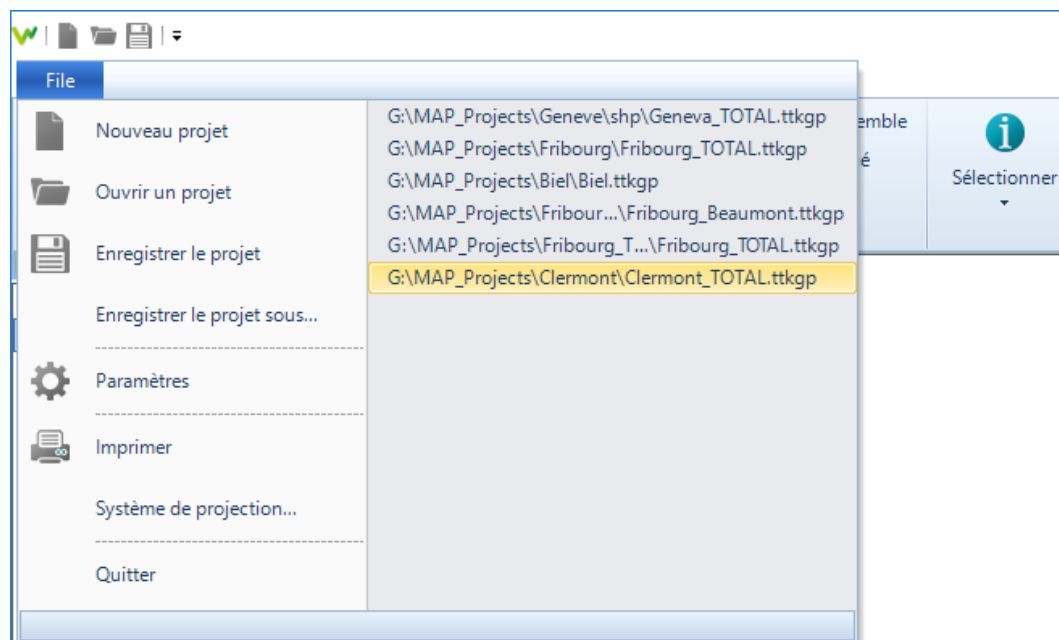 File
Nouveau projet
Ouvrir un projet
Enregistrer le projet
Enregistrer le projet sous...
Paramètres
Imprimer
Système de projection...
Quitter
G:\MAP_Projects\Geneve\shp\Geneva_TOTAL.ttkgp
G:\MAP_Projects\Fribourg\Fribourg_TOTAL.ttkgp
G:\MAP_Projects\Biel\Biel.ttkgp
G:\MAP_Projects\Fribour...\Fribourg_Beaumont.ttkgp
G:\MAP_Projects\Fribourg_T...\Fribourg_TOTAL.ttkgp
G:\MAP_Projects\Clermont\Clermont_TOTAL.ttkgp
emble
é
Sélectionner